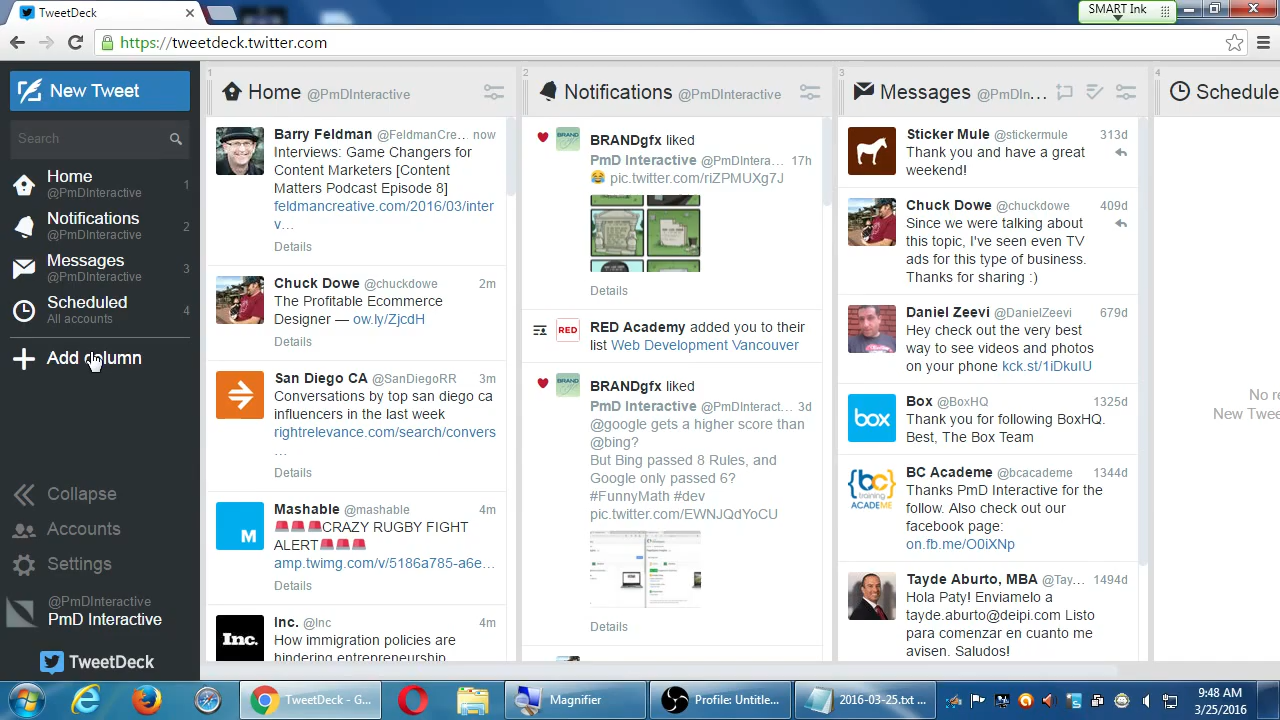 TweetDeck
SMART Ink
https://tweetdeck.twitter.com
New Tweet
Search
Home
@PmDInteractive
1
Notifications
@PmDInteractive
2
Messages
@PmDInteractive
3
Scheduled
All accounts
4
Add column
Collapse
Accounts
Settings
@PmDInteractive
PmD Interactive
TweetDeck
1
Home @PmDInteractive
Barry Feldman @FeldmanCre... now
Interviews: Game Changers for
Content Marketers [Content
Matters Podcast Episode 8]
feldmancreative.com/2016/03/inter
v...
Details
Chuck Dowe @chuckdowe 2m
The Profitable Ecommerce
Designer — ow.ly/ZjcdH
Details
San Diego CA @SanDiegoRR 3m
Conversations by top san diego ca
influencers in the last week
rightrelevance.com/search/convers
...
Details
Mashable @mashable 4m
🚨🚨🚨CRAZY RUGBY FIGHT
ALERT🚨🚨🚨
amp.twimg.com/v/5186a785-a6e...
Details
Inc.
Inc. @Inc 4m
How immigration policies are
hindering entrepreneurship
2
Notifications @PmDInteractive
BRAND
BRANDgfx liked
PmD Interactive @PmDIntera... 17h
😂 pic.twitter.com/riZPMUXg7J
Details
RED
RED Academy added you to their
list Web Development Vancouver
BRAND
BRANDgfx liked
PmD Interactive @PmDInteract... 3d
@google gets a higher score than
@bing?
But Bing passed 8 Rules, and
Google only passed 6?
#FunnyMath #dev
pic.twitter.com/EWNJQdYoCU
Details
3
Messages @PmDIn...
Sticker Mule @stickermule 313d
Thank you and have a great
weekend!
Chuck Dowe @chuckdowe 409d
Since we were talking about
this topic, I've seen even TV
ads for this type of business.
Thanks for sharing :)
Daniel Zeevi @DanielZeevi 679d
Hey check out the very best
way to see videos and photos
on your phone kck.st/1iDkuIU
box
Box @BoxHQ 1325d
Thank you for following BoxHQ.
Best, The Box Team
bc
training
ACADEME
BC Academe @bcacademe 1344d
Thanks PmD Interactive for the
follow. Also check out our
facebook page:
on.fb.me/O0iXNp
Tayde Aburto, MBA @Tay... 1494d
Hola Paty! Enviamelo a
tayde.aburto@deipi.com Listo
para comenzar en cuanto me
avisen. Saludos!
4
Schedule
No re
New Twee
TweetDeck - G...
Magnifier
Profile: Untitle...
2016-03-25.txt ...
9:48 AM
3/25/2016